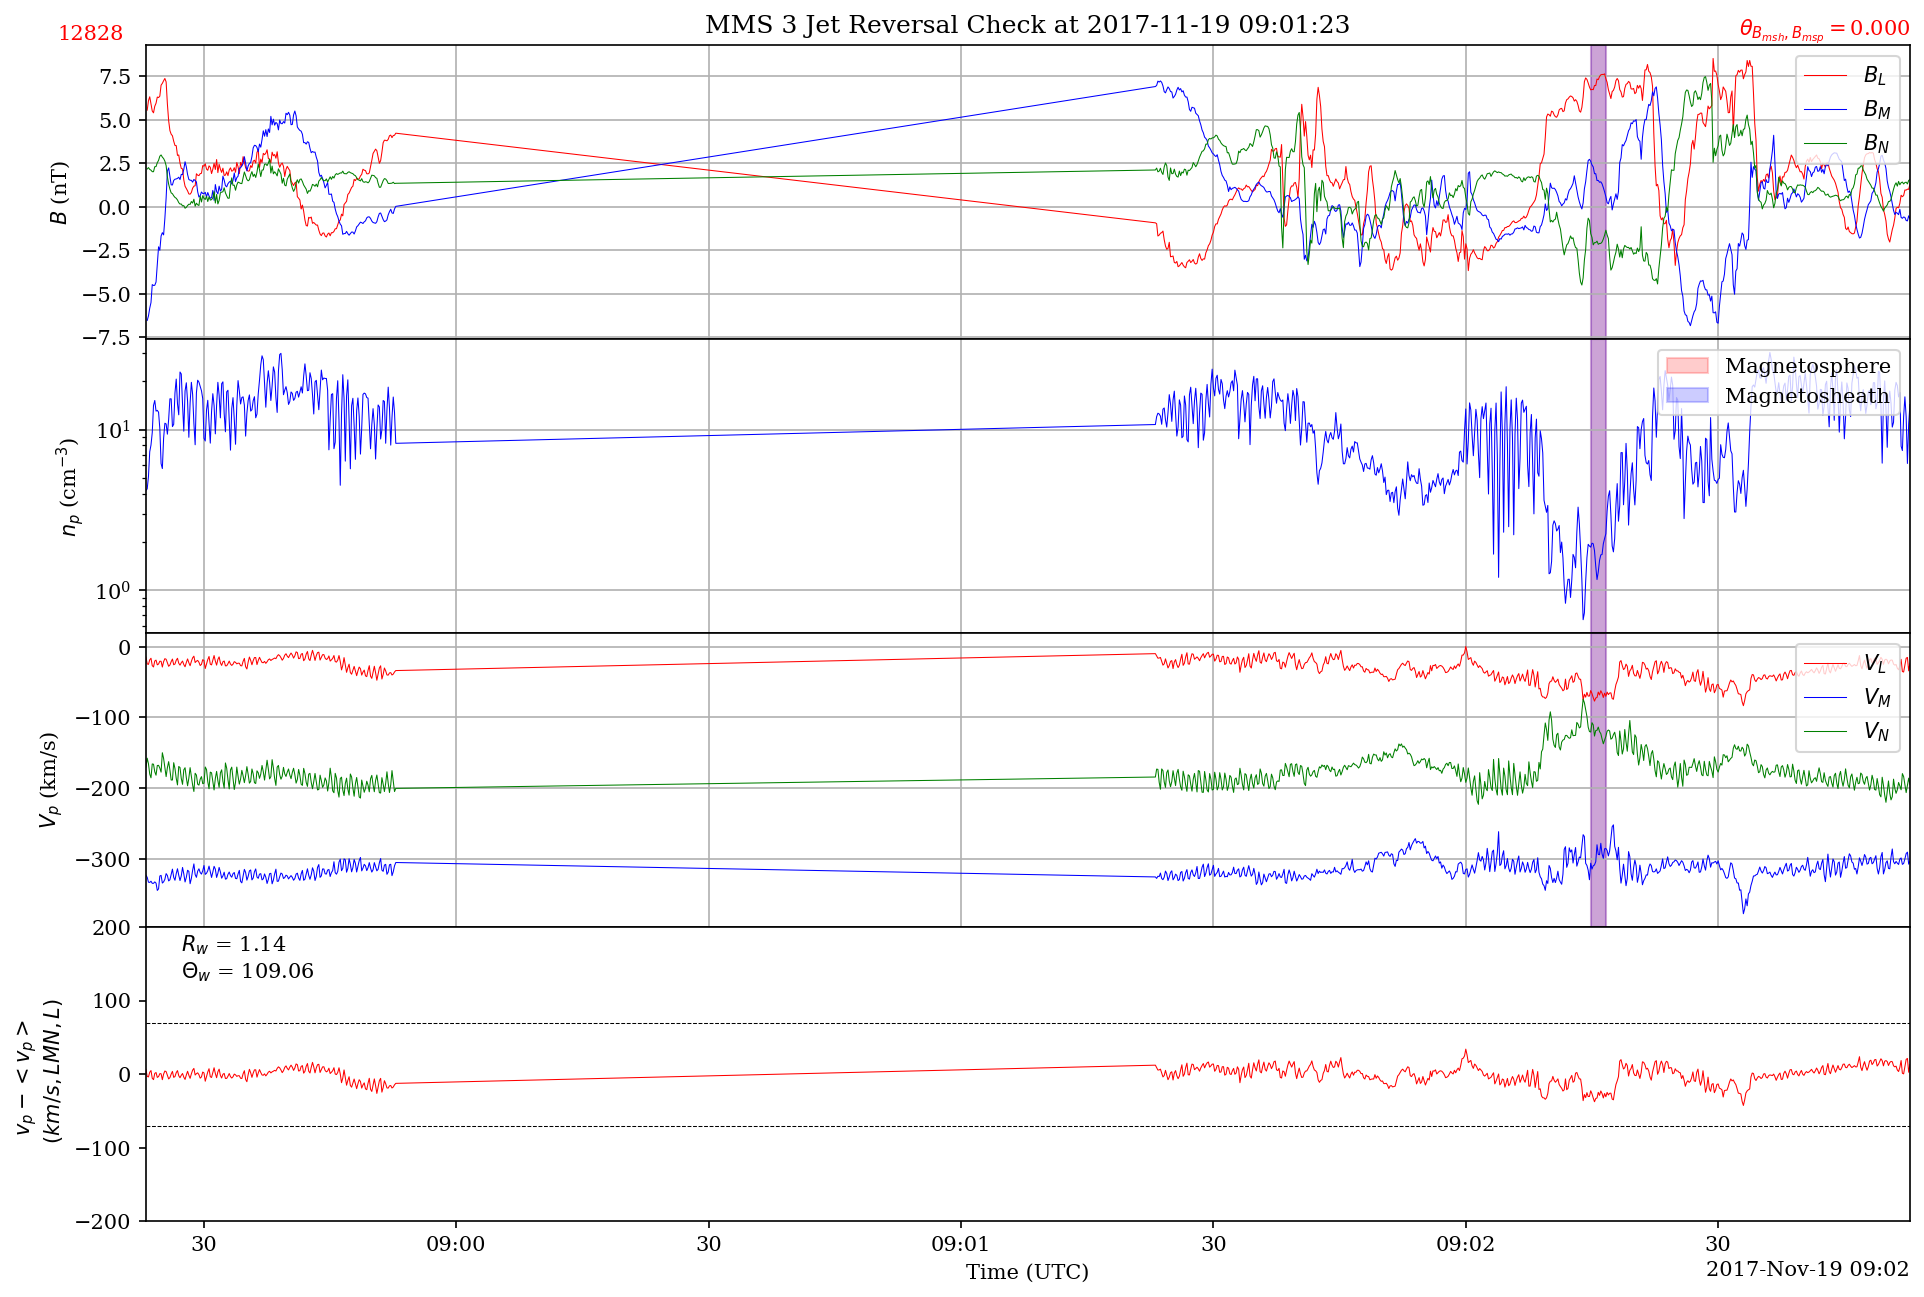 12828
MMS 3 Jet Reversal Check at 2017-11-19 09:01:23
θ_{B_{msh}, B_{msp}} = 0.000
7.5
5.0
2.5
0.0
−2.5
−5.0
−7.5
B (nT)
B_L
B_M
B_N
10^1
10^0
n_p (cm^{−3})
Magnetosphere
Magnetosheath
0
−100
−200
−300
V_p (km/s)
V_L
V_M
V_N
200
100
0
−100
−200
v_p − < v_p >
(km/s, LMN, L)
R_w = 1.14
Θ_w = 109.06
30
09:00
30
09:01
30
09:02
30
Time (UTC)
2017-Nov-19 09:02